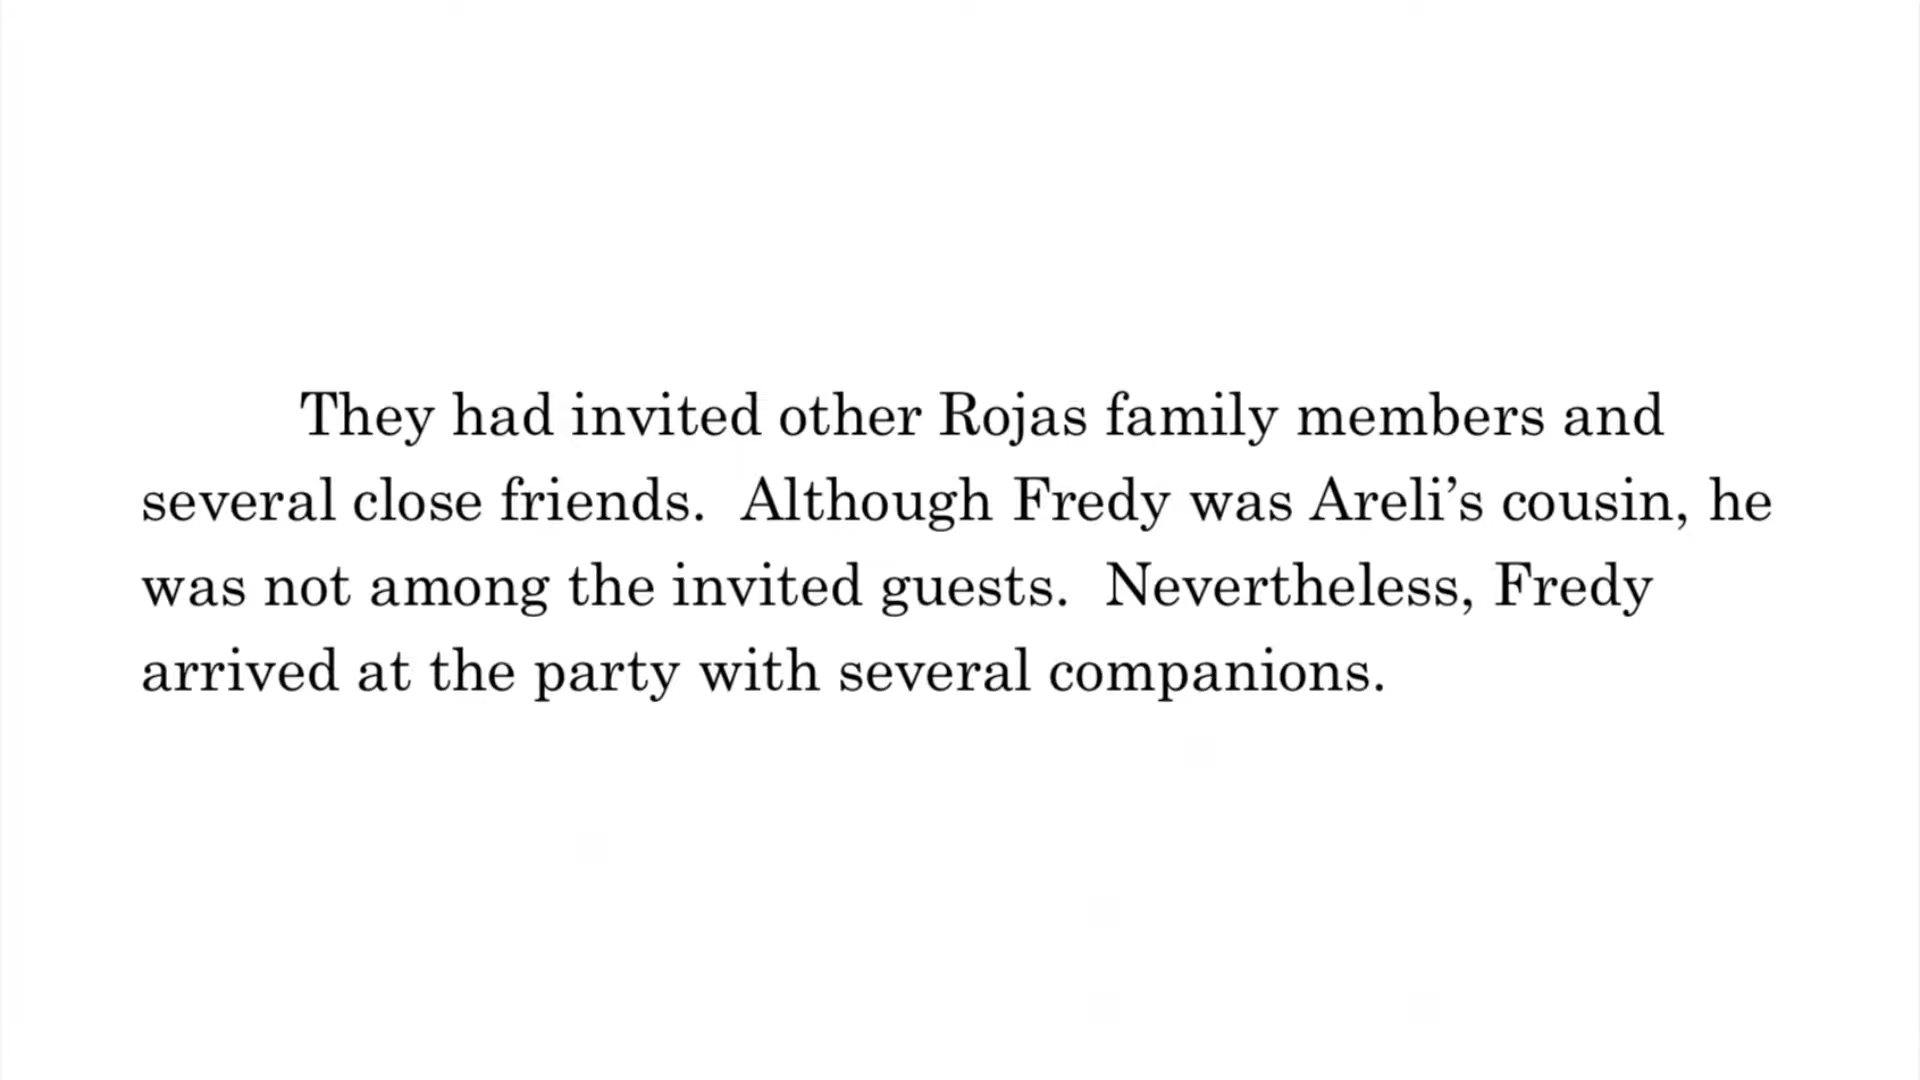 They had invited other Rojas family members and
several close friends.  Although Fredy was Areli’s cousin, he
was not among the invited guests.  Nevertheless, Fredy
arrived at the party with several companions.